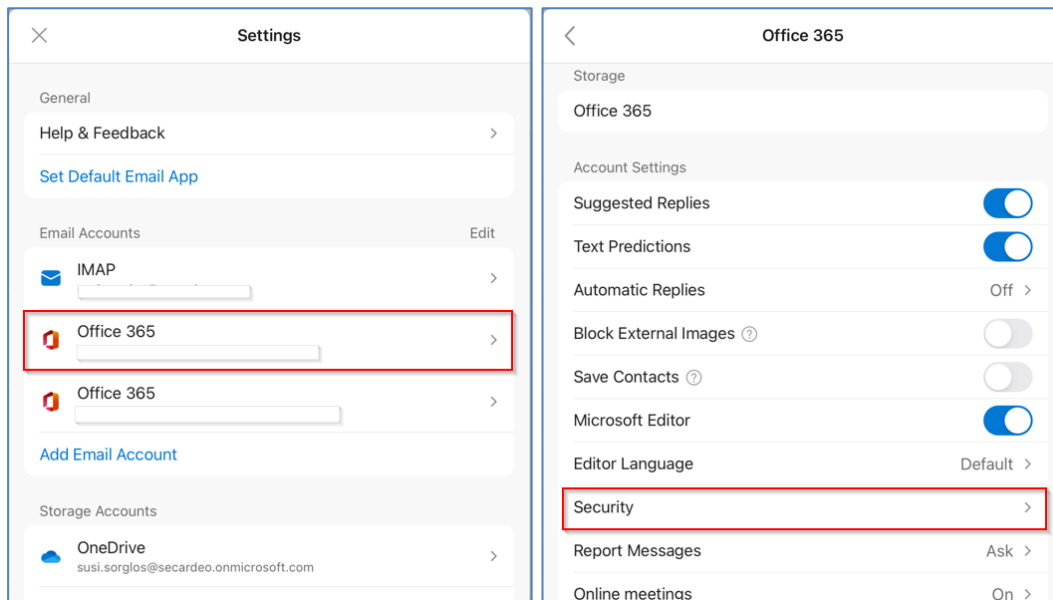 Settings
General
Help & Feedback
Set Default Email App
Email Accounts
Edit
IMAP
Office 365
Office 365
Add Email Account
Storage Accounts
OneDrive
susi.sorglos@secardeo.onmicrosoft.com
Office 365
Storage
Office 365
Account Settings
Suggested Replies
Text Predictions
Automatic Replies
Off
Block External Images
Save Contacts
Microsoft Editor
Editor Language
Default
Security
Report Messages
Ask
Online meetings
On